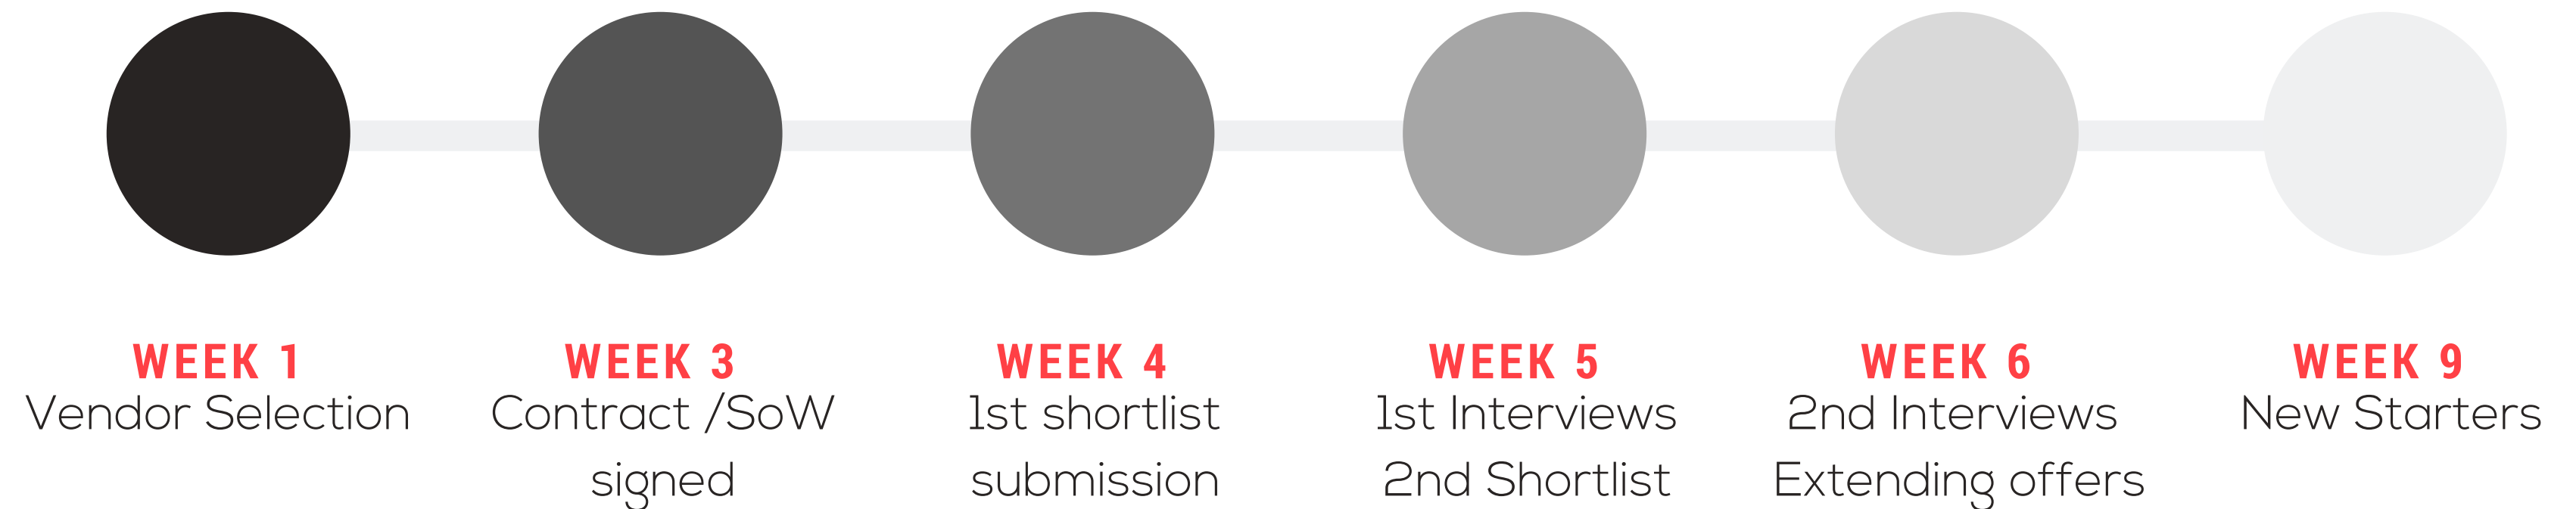 WEEK 1
Vendor Selection
WEEK 3
Contract /SoW
signed
WEEK 4
1st shortlist
submission
WEEK 5
1st Interviews
2nd Shortlist
WEEK 6
2nd Interviews
Extending offers
WEEK 9
New Starters